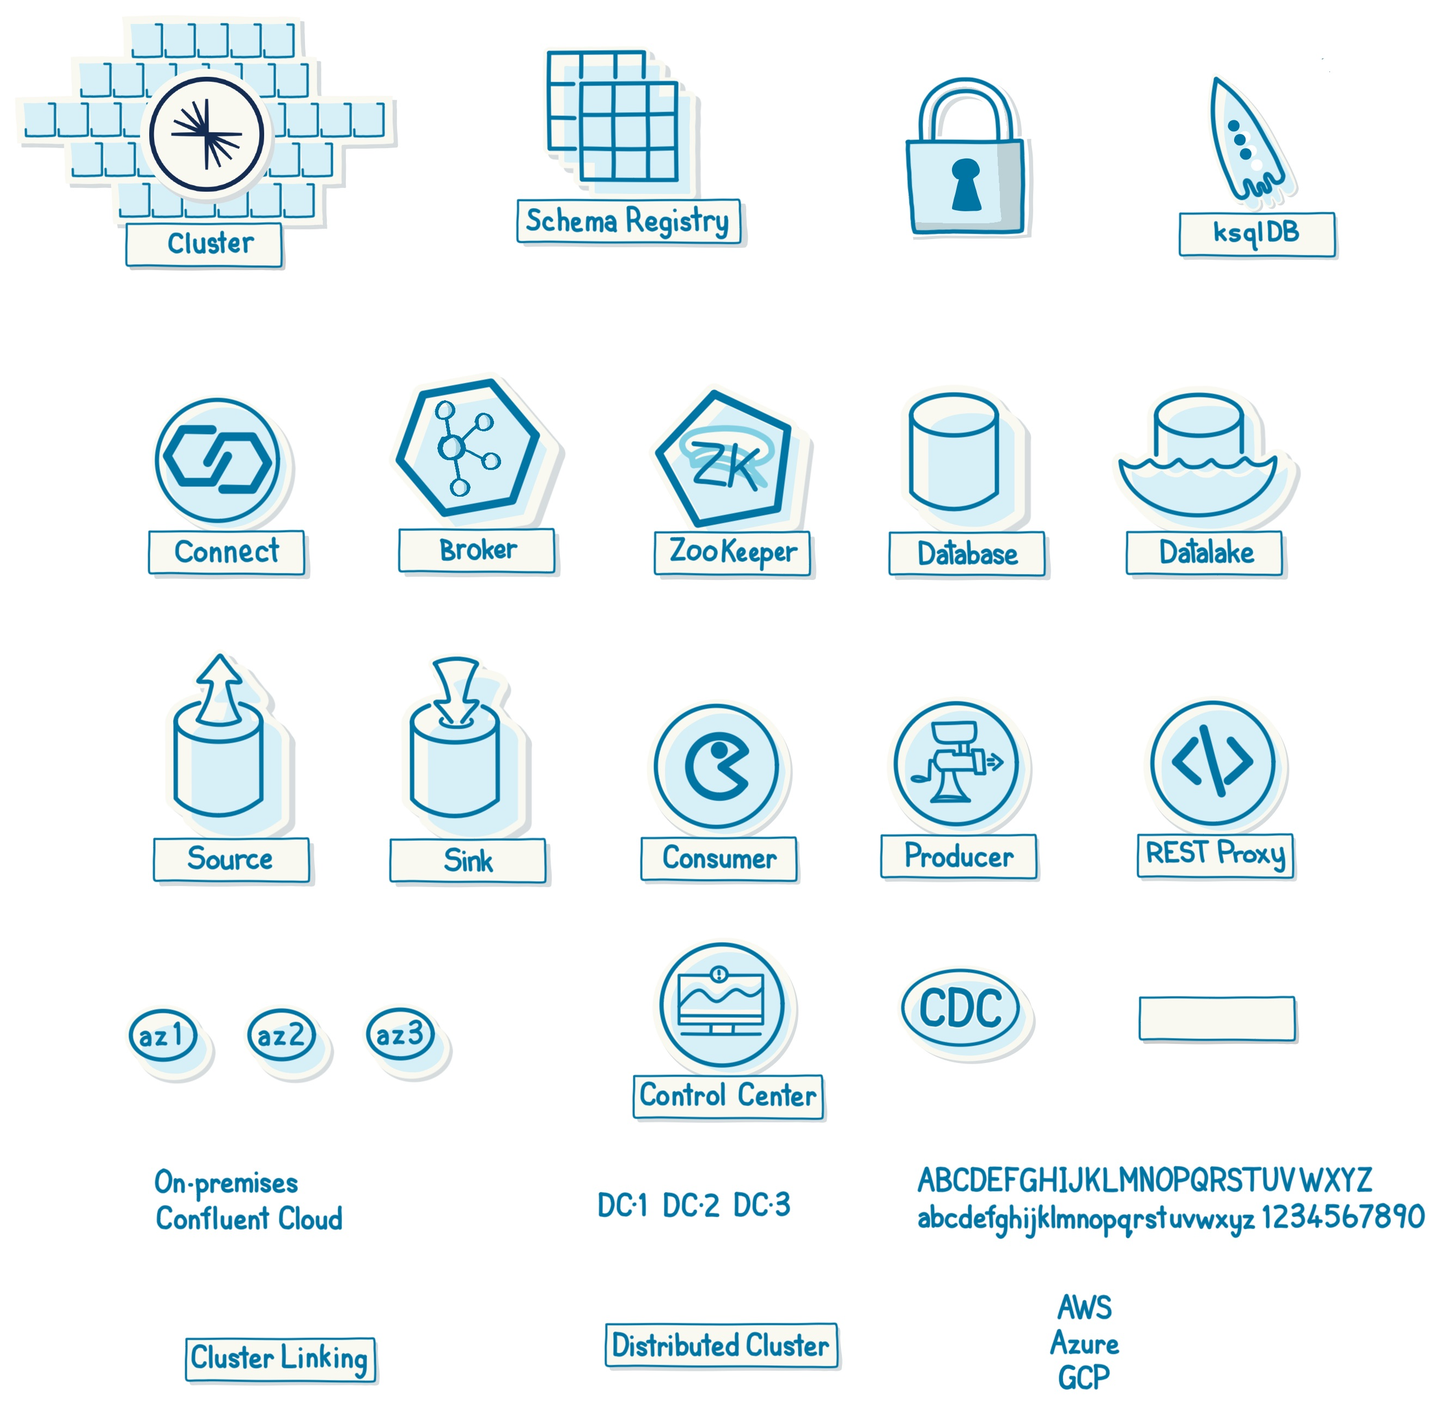 Cluster
Schema Registry
ksqlDB
ZK
Connect
Broker
ZooKeeper
Database
Datalake
Source
Sink
Consumer
Producer
REST Proxy
az1
az2
az3
CDC
Control Center
On-premises
Confluent Cloud
DC·1 DC·2 DC·3
ABCDEFGHIJKLMNOPQRSTUVWXYZ
abcdefghijklmnopqrstuvwxyz 1234567890
Cluster Linking
Distributed Cluster
AWS
Azure
GCP